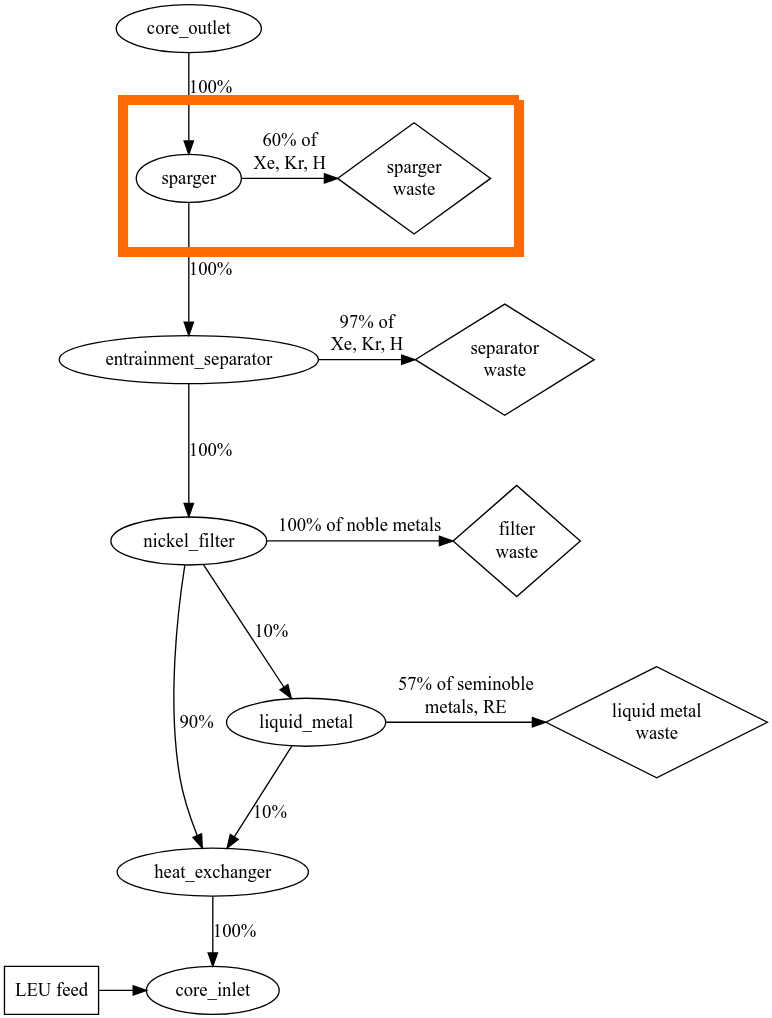 core_outlet
100%
60% of
Xe, Kr, H
sparger
sparger
waste
100%
97% of
Xe, Kr, H
entrainment_separator
separator
waste
100%
nickel_filter
100% of noble metals
filter
waste
10%
57% of seminoble
metals, RE
90%
liquid_metal
liquid metal
waste
10%
heat_exchanger
100%
LEU feed
core_inlet